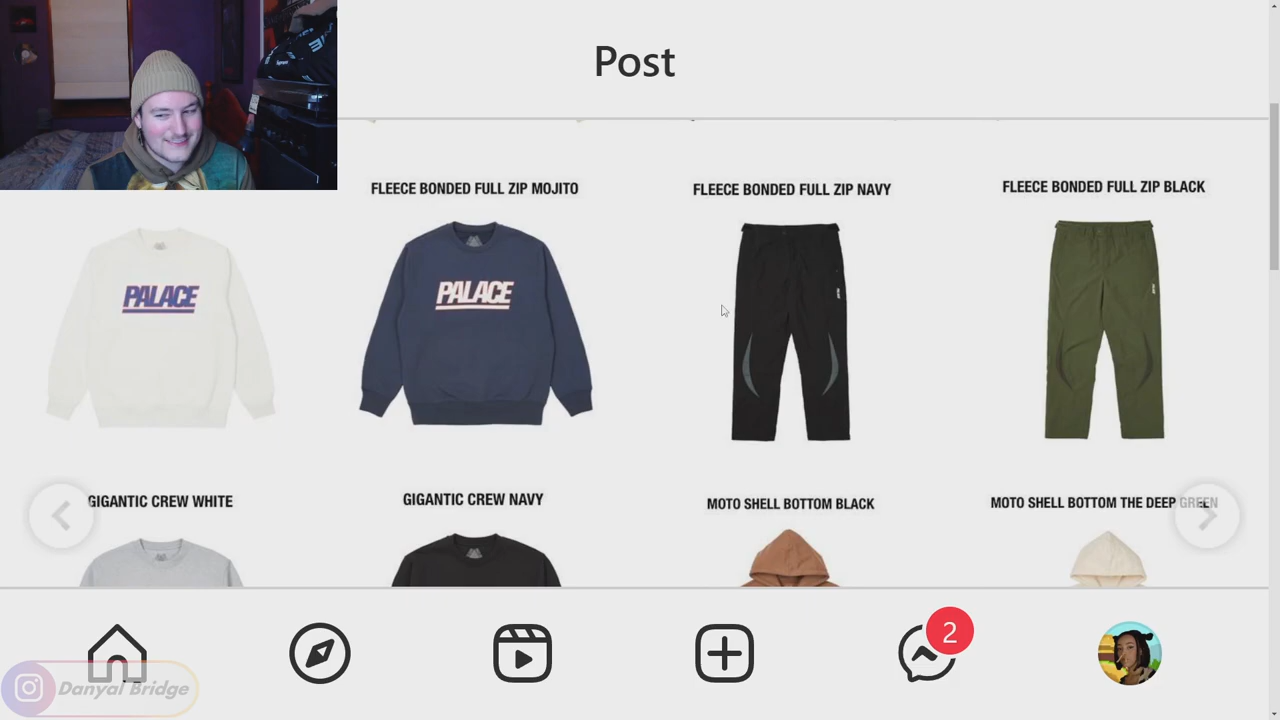 Post
FLEECE BONDED FULL ZIP MOJITO
FLEECE BONDED FULL ZIP NAVY
FLEECE BONDED FULL ZIP BLACK
PALACE
PALACE
GIGANTIC CREW WHITE
GIGANTIC CREW NAVY
MOTO SHELL BOTTOM BLACK
MOTO SHELL BOTTOM THE DEEP GREEN
2
Danyal Bridge